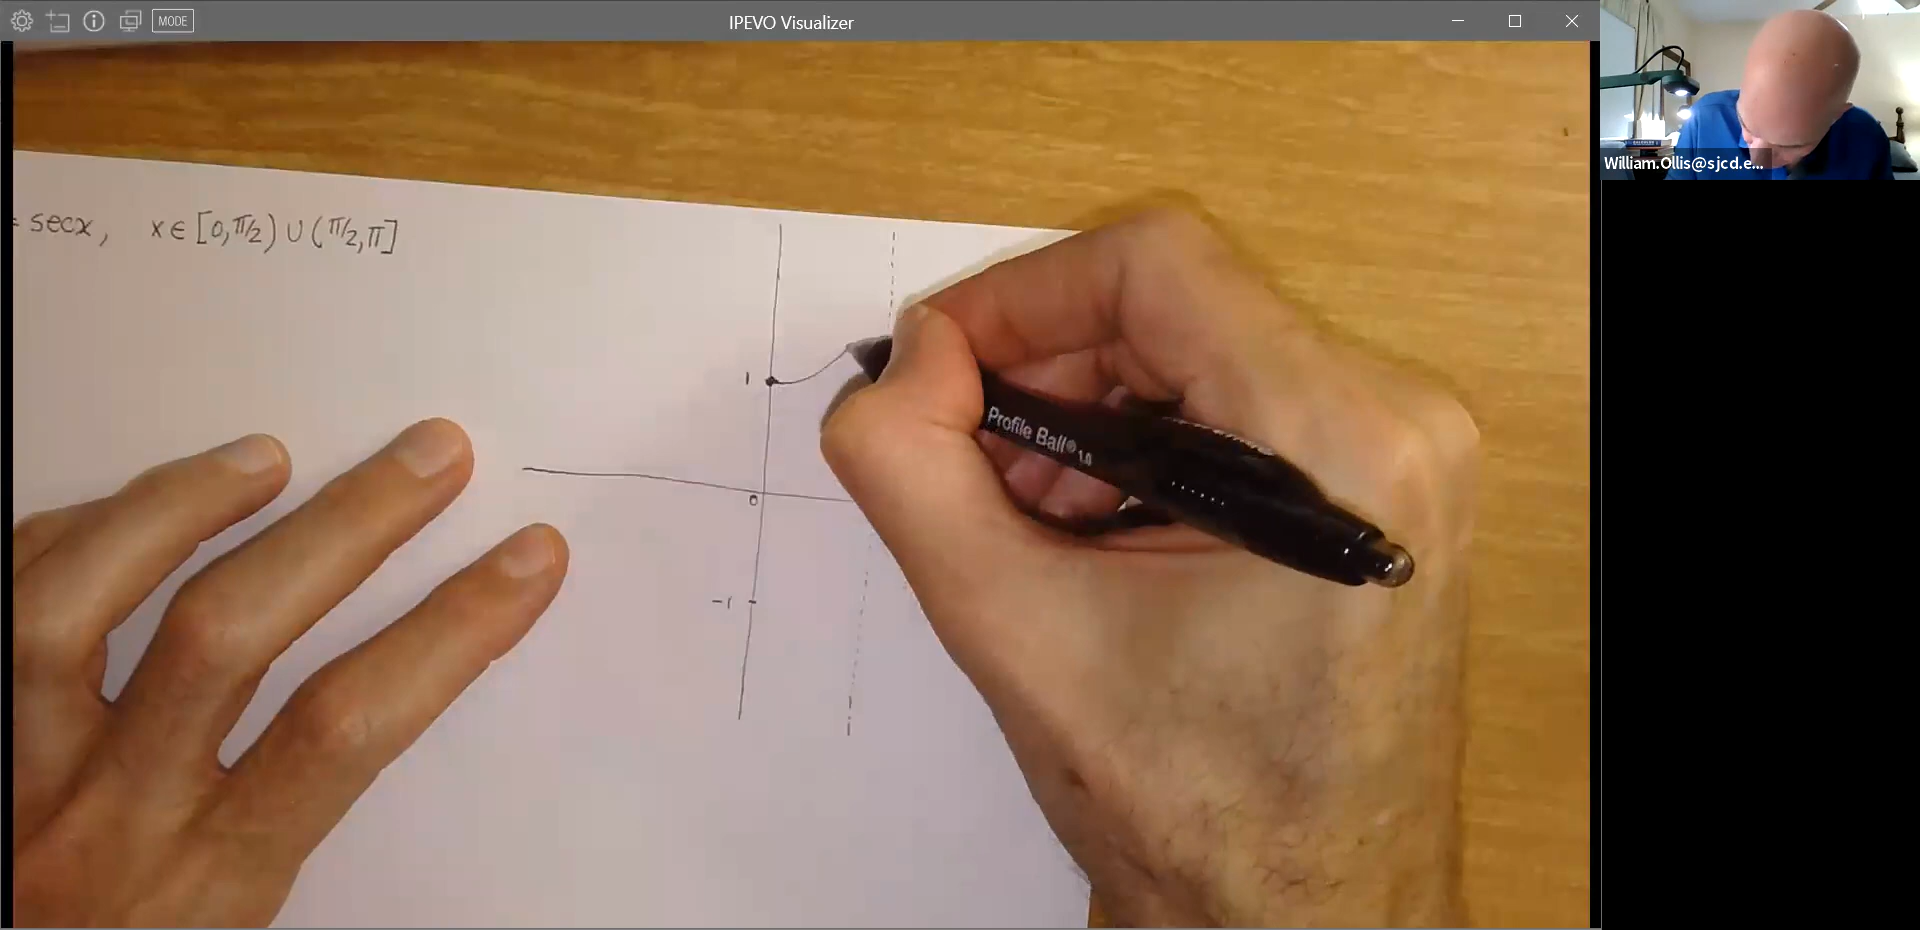 MODE
IPEVO Visualizer
William.Ollis@sjcd.e...
= secx, x ∈ [0, π/2) ∪ (π/2, π]
1
Profile Ball® 1.0
0
-1